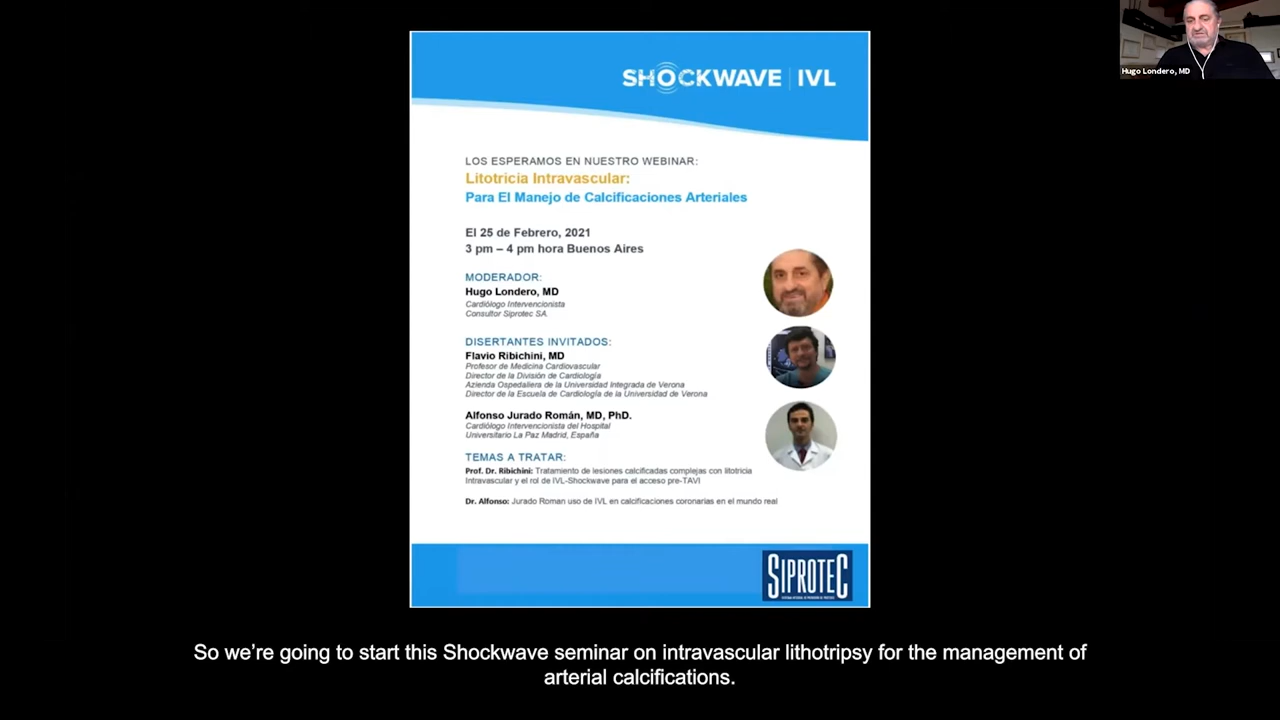 Hugo Londero, MD
SHOCKWAVE | IVL
LOS ESPERAMOS EN NUESTRO WEBINAR:
Litotricia Intravascular:
Para El Manejo de Calcificaciones Arteriales
El 25 de Febrero, 2021
3 pm – 4 pm hora Buenos Aires
MODERADOR:
Hugo Londero, MD
Cardiólogo Intervencionista
Consultor Siprotec SA.
DISERTANTES INVITADOS:
Flavio Ribichini, MD
Profesor de Medicina Cardiovascular
Director de la División de Cardiología
Azienda Ospedaliera de la Universidad Integrada de Verona
Director de la Escuela de Cardiología de la Universidad de Verona
Alfonso Jurado Román, MD, PhD.
Cardiólogo Intervencionista del Hospital
Universitario La Paz Madrid, España
TEMAS A TRATAR:
Prof. Dr. Ribichini: Tratamiento de lesiones calcificadas complejas con litotricia
Intravascular y el rol de IVL-Shockwave para el acceso pre-TAVI
Dr. Alfonso: Jurado Roman uso de IVL en calcificaciones coronarias en el mundo real
SIPROTEC
So we're going to start this Shockwave seminar on intravascular lithotripsy for the management of
arterial calcifications.